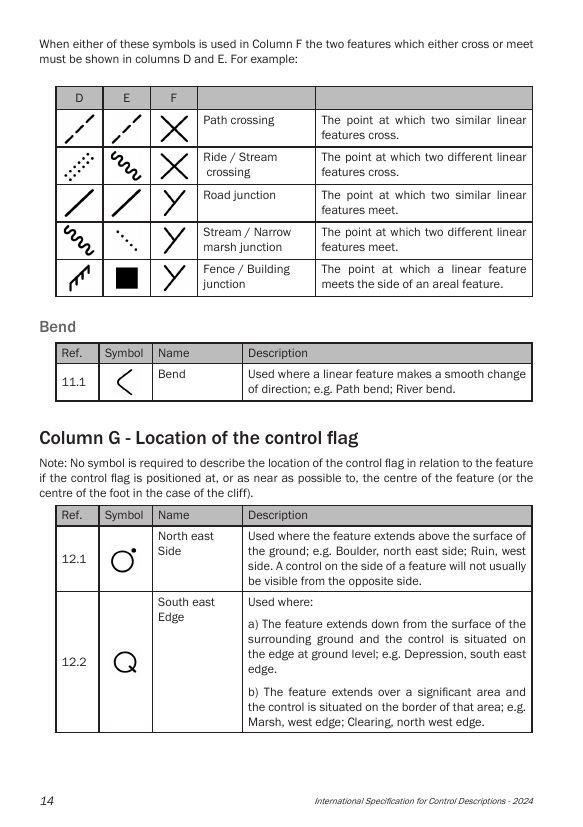 When either of these symbols is used in Column F the two features which either cross or meet
must be shown in columns D and E. For example:
D E F
Path crossing
The point at which two similar linear
features cross.
Ride / Stream
crossing
The point at which two different linear
features cross.
Road junction
The point at which two similar linear
features meet.
Stream / Narrow
marsh junction
The point at which two different linear
features meet.
Fence / Building
junction
The point at which a linear feature
meets the side of an areal feature.
Bend
Ref. Symbol Name Description
11.1
Bend
Used where a linear feature makes a smooth change
of direction; e.g. Path bend; River bend.
Column G - Location of the control flag
Note: No symbol is required to describe the location of the control flag in relation to the feature
if the control flag is positioned at, or as near as possible to, the centre of the feature (or the
centre of the foot in the case of the cliff).
Ref. Symbol Name Description
12.1
North east
Side
Used where the feature extends above the surface of
the ground; e.g. Boulder, north east side; Ruin, west
side. A control on the side of a feature will not usually
be visible from the opposite side.
12.2
South east
Edge
Used where:
a) The feature extends down from the surface of the
surrounding ground and the control is situated on
the edge at ground level; e.g. Depression, south east
edge.
b) The feature extends over a significant area and
the control is situated on the border of that area; e.g.
Marsh, west edge; Clearing, north west edge.
14
International Specification for Control Descriptions - 2024